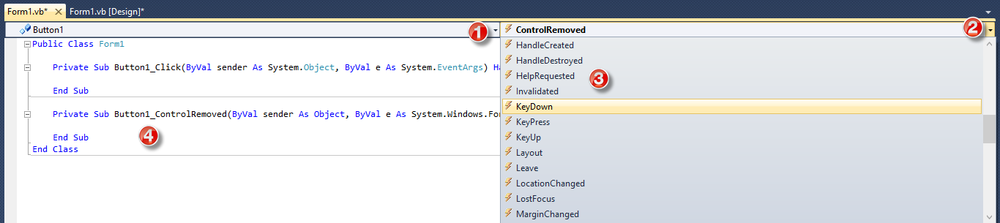 Form1.vb* Form1.vb [Design]*
Button1 1 ControlRemoved 2
Public Class Form1
Private Sub Button1_Click(ByVal sender As System.Object, ByVal e As System.EventArgs) Ha
End Sub
Private Sub Button1_ControlRemoved(ByVal sender As Object, ByVal e As System.Windows.For
End Sub
4
End Class
HandleCreated
HandleDestroyed
HelpRequested
3
Invalidated
KeyDown
KeyPress
KeyUp
Layout
Leave
LocationChanged
LostFocus
MarginChanged